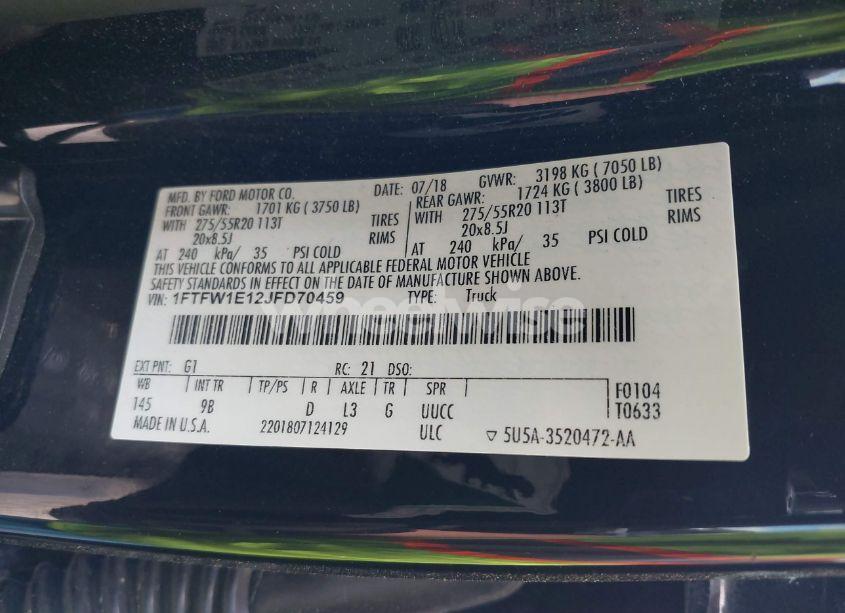 MFD. BY FORD MOTOR CO. DATE: 07/18 GVWR: 3198 KG (7050 LB)
FRONT GAWR: 1701 KG (3750 LB) REAR GAWR: 1724 KG (3800 LB)
WITH 275/55R20 113T TIRES WITH 275/55R20 113T TIRES
20x8.5J RIMS 20x8.5J RIMS
AT 240 kPa/ 35 PSI COLD AT 240 kPa/ 35 PSI COLD
THIS VEHICLE CONFORMS TO ALL APPLICABLE FEDERAL MOTOR VEHICLE
SAFETY STANDARDS IN EFFECT ON THE DATE OF MANUFACTURE SHOWN ABOVE.
VIN: 1FTFW1E12JFD70459 TYPE: Truck
wheelwise
EXT PNT: G1 RC: 21 DSO:
WB INT TR TP/PS R AXLE TR SPR F0104
145 9B D L3 G UUCC T0633
MADE IN U.S.A. 2201807124129 ULC ▽ 5U5A-3520472-AA